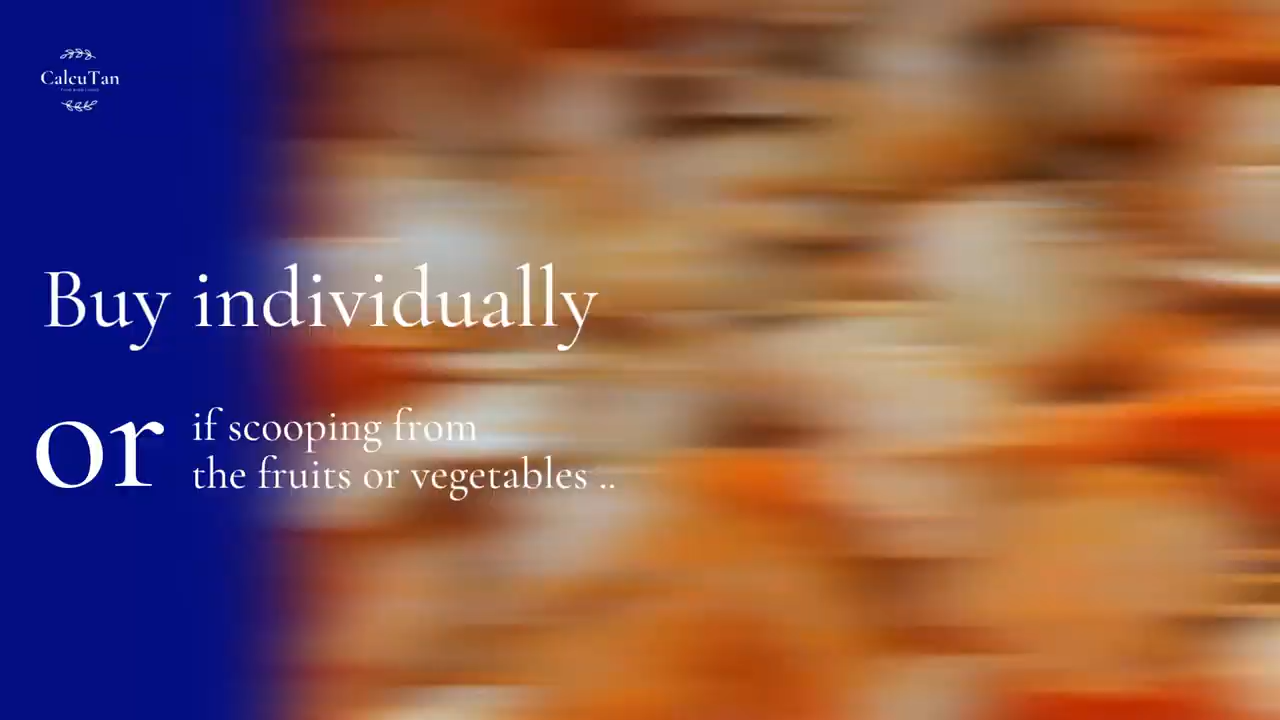 CalcuTan
Buy individually
or
if scooping from
the fruits or vegetables ..